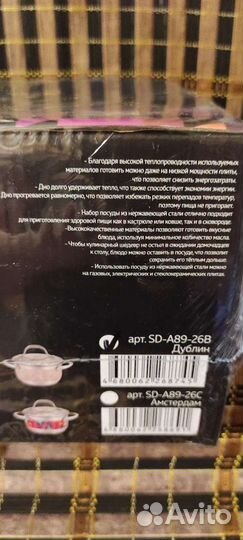 - Благодаря высокой теплопроводности используемых
материалов готовить можно даже на низкой мощности плиты,
что позволяет снизить энергозатраты.
- Дно долго удерживает тепло, что также способствует экономии энергии.
Дно прогревается равномерно, что позволяет избежать резких перепадов температур,
поэтому пища не пригорает.
- Набор посуды из нержавеющей стали отлично подходит
для приготовления здоровой пищи как в кастрюле или ковше, так и в сковороде.
-Высококачественные материалы позволяют готовить вкусные
блюда, используя минимальное количество масла.
- Чтобы кулинарный шедевр не остыл в ожидании домочадцев
к столу, блюдо можно оставить в посуде, что позволит
сохранить его тёплым дольше.
- Использовать посуду из нержавеющей стали можно
на газовых, электрических и стеклокерамических плитах.
арт. SD-A89-26B
Дублин
4 680062 268745
арт. SD-A89-26C
Амстердам
Avito